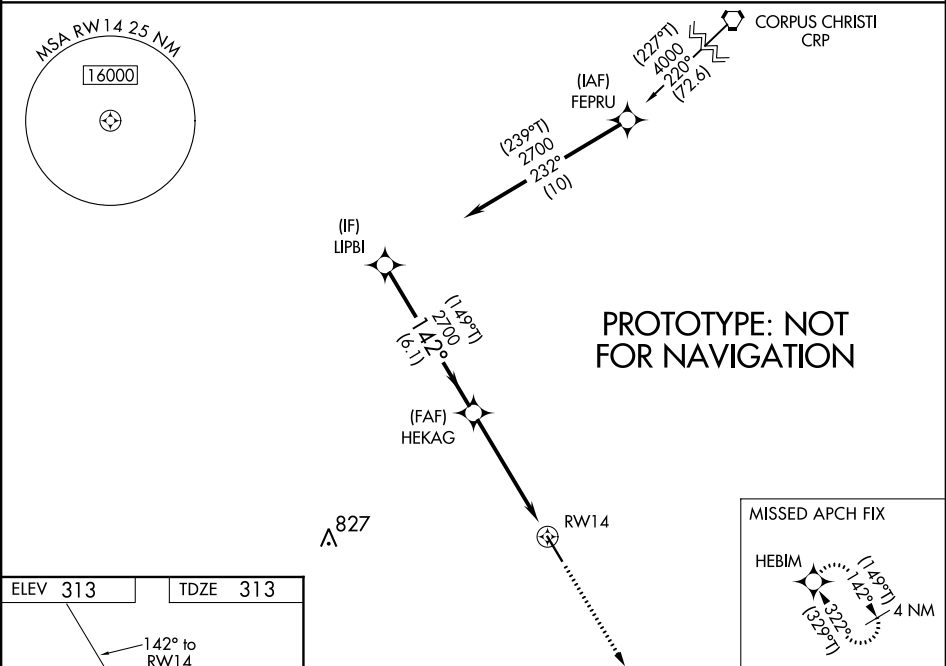 MSA RW14 25 NM
16000
CORPUS CHRISTI
CRP
(227°T)
4000
220°
(72.6)
(IAF)
FEPRU
(239°T)
2700
232°
(10)
(IF)
LIPBI
(149°T)
2700
142°
(6.1)
PROTOTYPE: NOT
FOR NAVIGATION
(FAF)
HEKAG
827
RW14
MISSED APCH FIX
HEBIM
(149°T)
142°
322°
(329°T)
4 NM
ELEV 313
TDZE 313
142° to
RW14